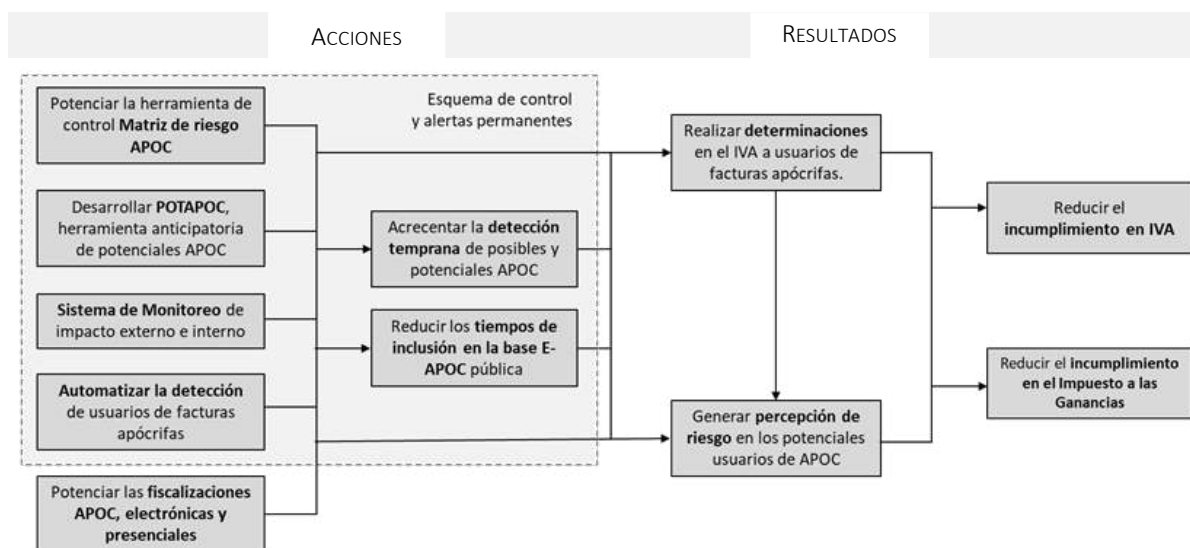 ACCIONES
RESULTADOS
Potenciar la herramienta de
control Matriz de riesgo
APOC
Esquema de control
y alertas permanentes
Desarrollar POTAPOC,
herramienta anticipatoria
de potenciales APOC
Sistema de Monitoreo de
impacto externo e interno
Automatizar la detección
de usuarios de facturas
apócrifas
Potenciar las fiscalizaciones
APOC, electrónicas y
presenciales
Acrecentar la detección
temprana de posibles y
potenciales APOC
Reducir los tiempos de
inclusión en la base E-
APOC pública
Realizar determinaciones
en el IVA a usuarios de
facturas apócrifas.
Generar percepción de
riesgo en los potenciales
usuarios de APOC
Reducir el
incumplimiento en IVA
Reducir el incumplimiento
en el Impuesto a las
Ganancias